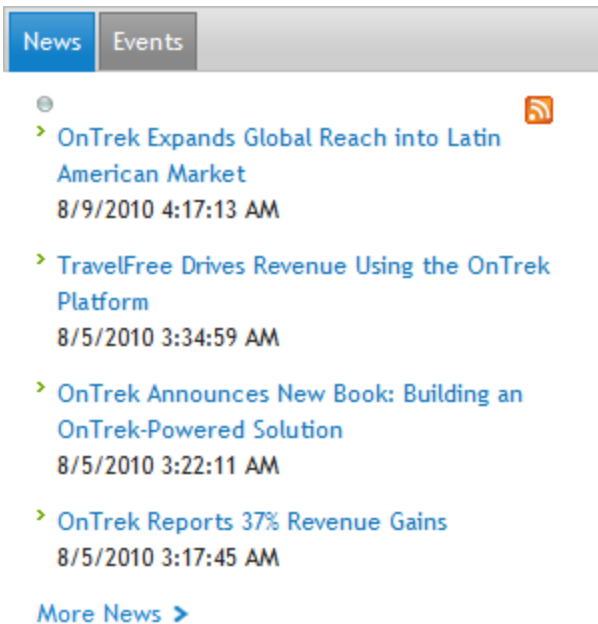 News Events
OnTrek Expands Global Reach into Latin
American Market
8/9/2010 4:17:13 AM
TravelFree Drives Revenue Using the OnTrek
Platform
8/5/2010 3:34:59 AM
OnTrek Announces New Book: Building an
OnTrek-Powered Solution
8/5/2010 3:22:11 AM
OnTrek Reports 37% Revenue Gains
8/5/2010 3:17:45 AM
More News >